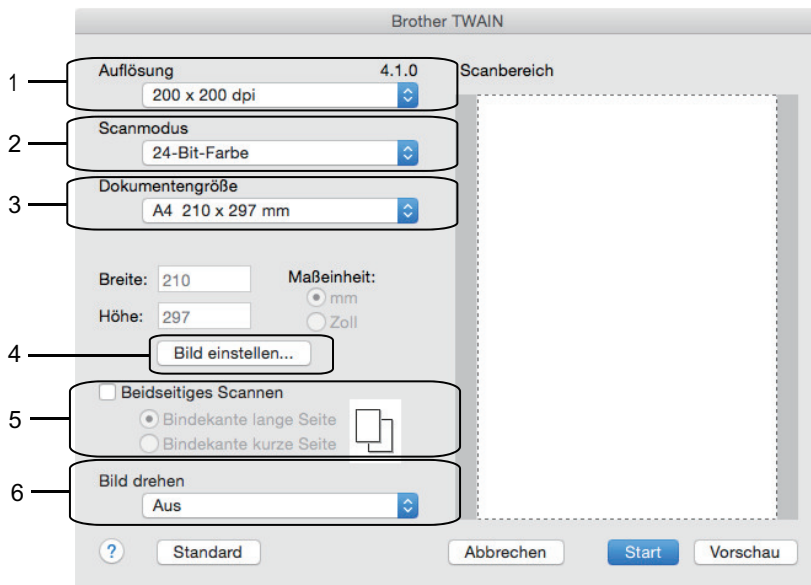 Brother TWAIN
1
Auflösung 4.1.0
200 x 200 dpi
2
Scanmodus
24-Bit-Farbe
3
Dokumentengröße
A4 210 x 297 mm
Breite: 210
Höhe: 297
Maßeinheit:
mm
Zoll
4
Bild einstellen...
5
Beidseitiges Scannen
Bindekante lange Seite
Bindekante kurze Seite
6
Bild drehen
Aus
Scanbereich
?
Standard
Abbrechen
Start
Vorschau